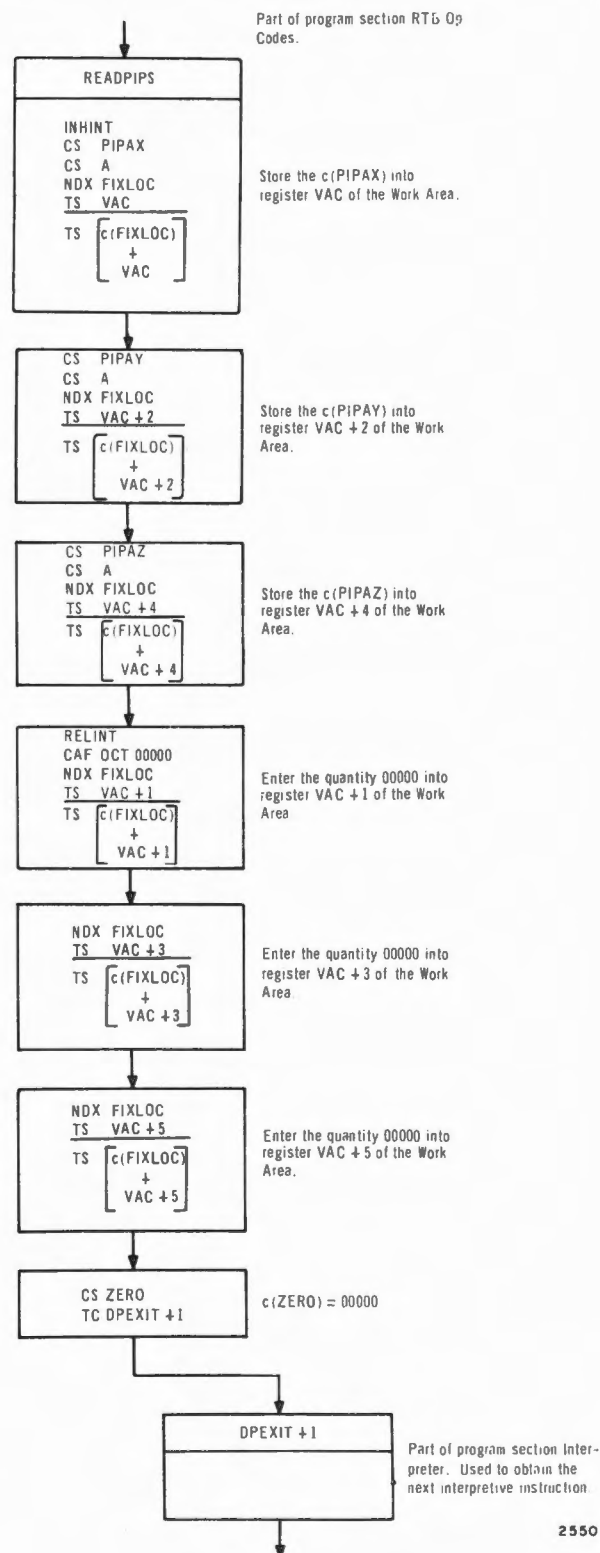 Part of program section RTB Op
Codes.
READPIPS
INHINT
CS PIPAX
CS A
NDX FIXLOC
TS VAC
TS [c(FIXLOC)
+
VAC]
Store the c(PIPAX) into
register VAC of the Work Area.
CS PIPAY
CS A
NDX FIXLOC
TS VAC +2
TS [c(FIXLOC)
+
VAC +2]
Store the c(PIPAY) into
register VAC +2 of the Work
Area.
CS PIPAZ
CS A
NDX FIXLOC
TS VAC +4
TS [c(FIXLOC)
+
VAC +4]
Store the c(PIPAZ) into
register VAC +4 of the Work
Area.
RELINT
CAF OCT 00000
NDX FIXLOC
TS VAC +1
TS [c(FIXLOC)
+
VAC +1]
Enter the quantity 00000 into
register VAC +1 of the Work
Area
NDX FIXLOC
TS VAC +3
TS [c(FIXLOC)
+
VAC +3]
Enter the quantity 00000 into
register VAC +3 of the Work
Area
NDX FIXLOC
TS VAC +5
TS [c(FIXLOC)
+
VAC +5]
Enter the quantity 00000 into
register VAC +5 of the Work
Area.
CS ZERO
TC DPEXIT +1
c(ZERO) = 00000
DPEXIT +1
Part of program section Inter-
preter. Used to obtain the
next interpretive instruction.
2550